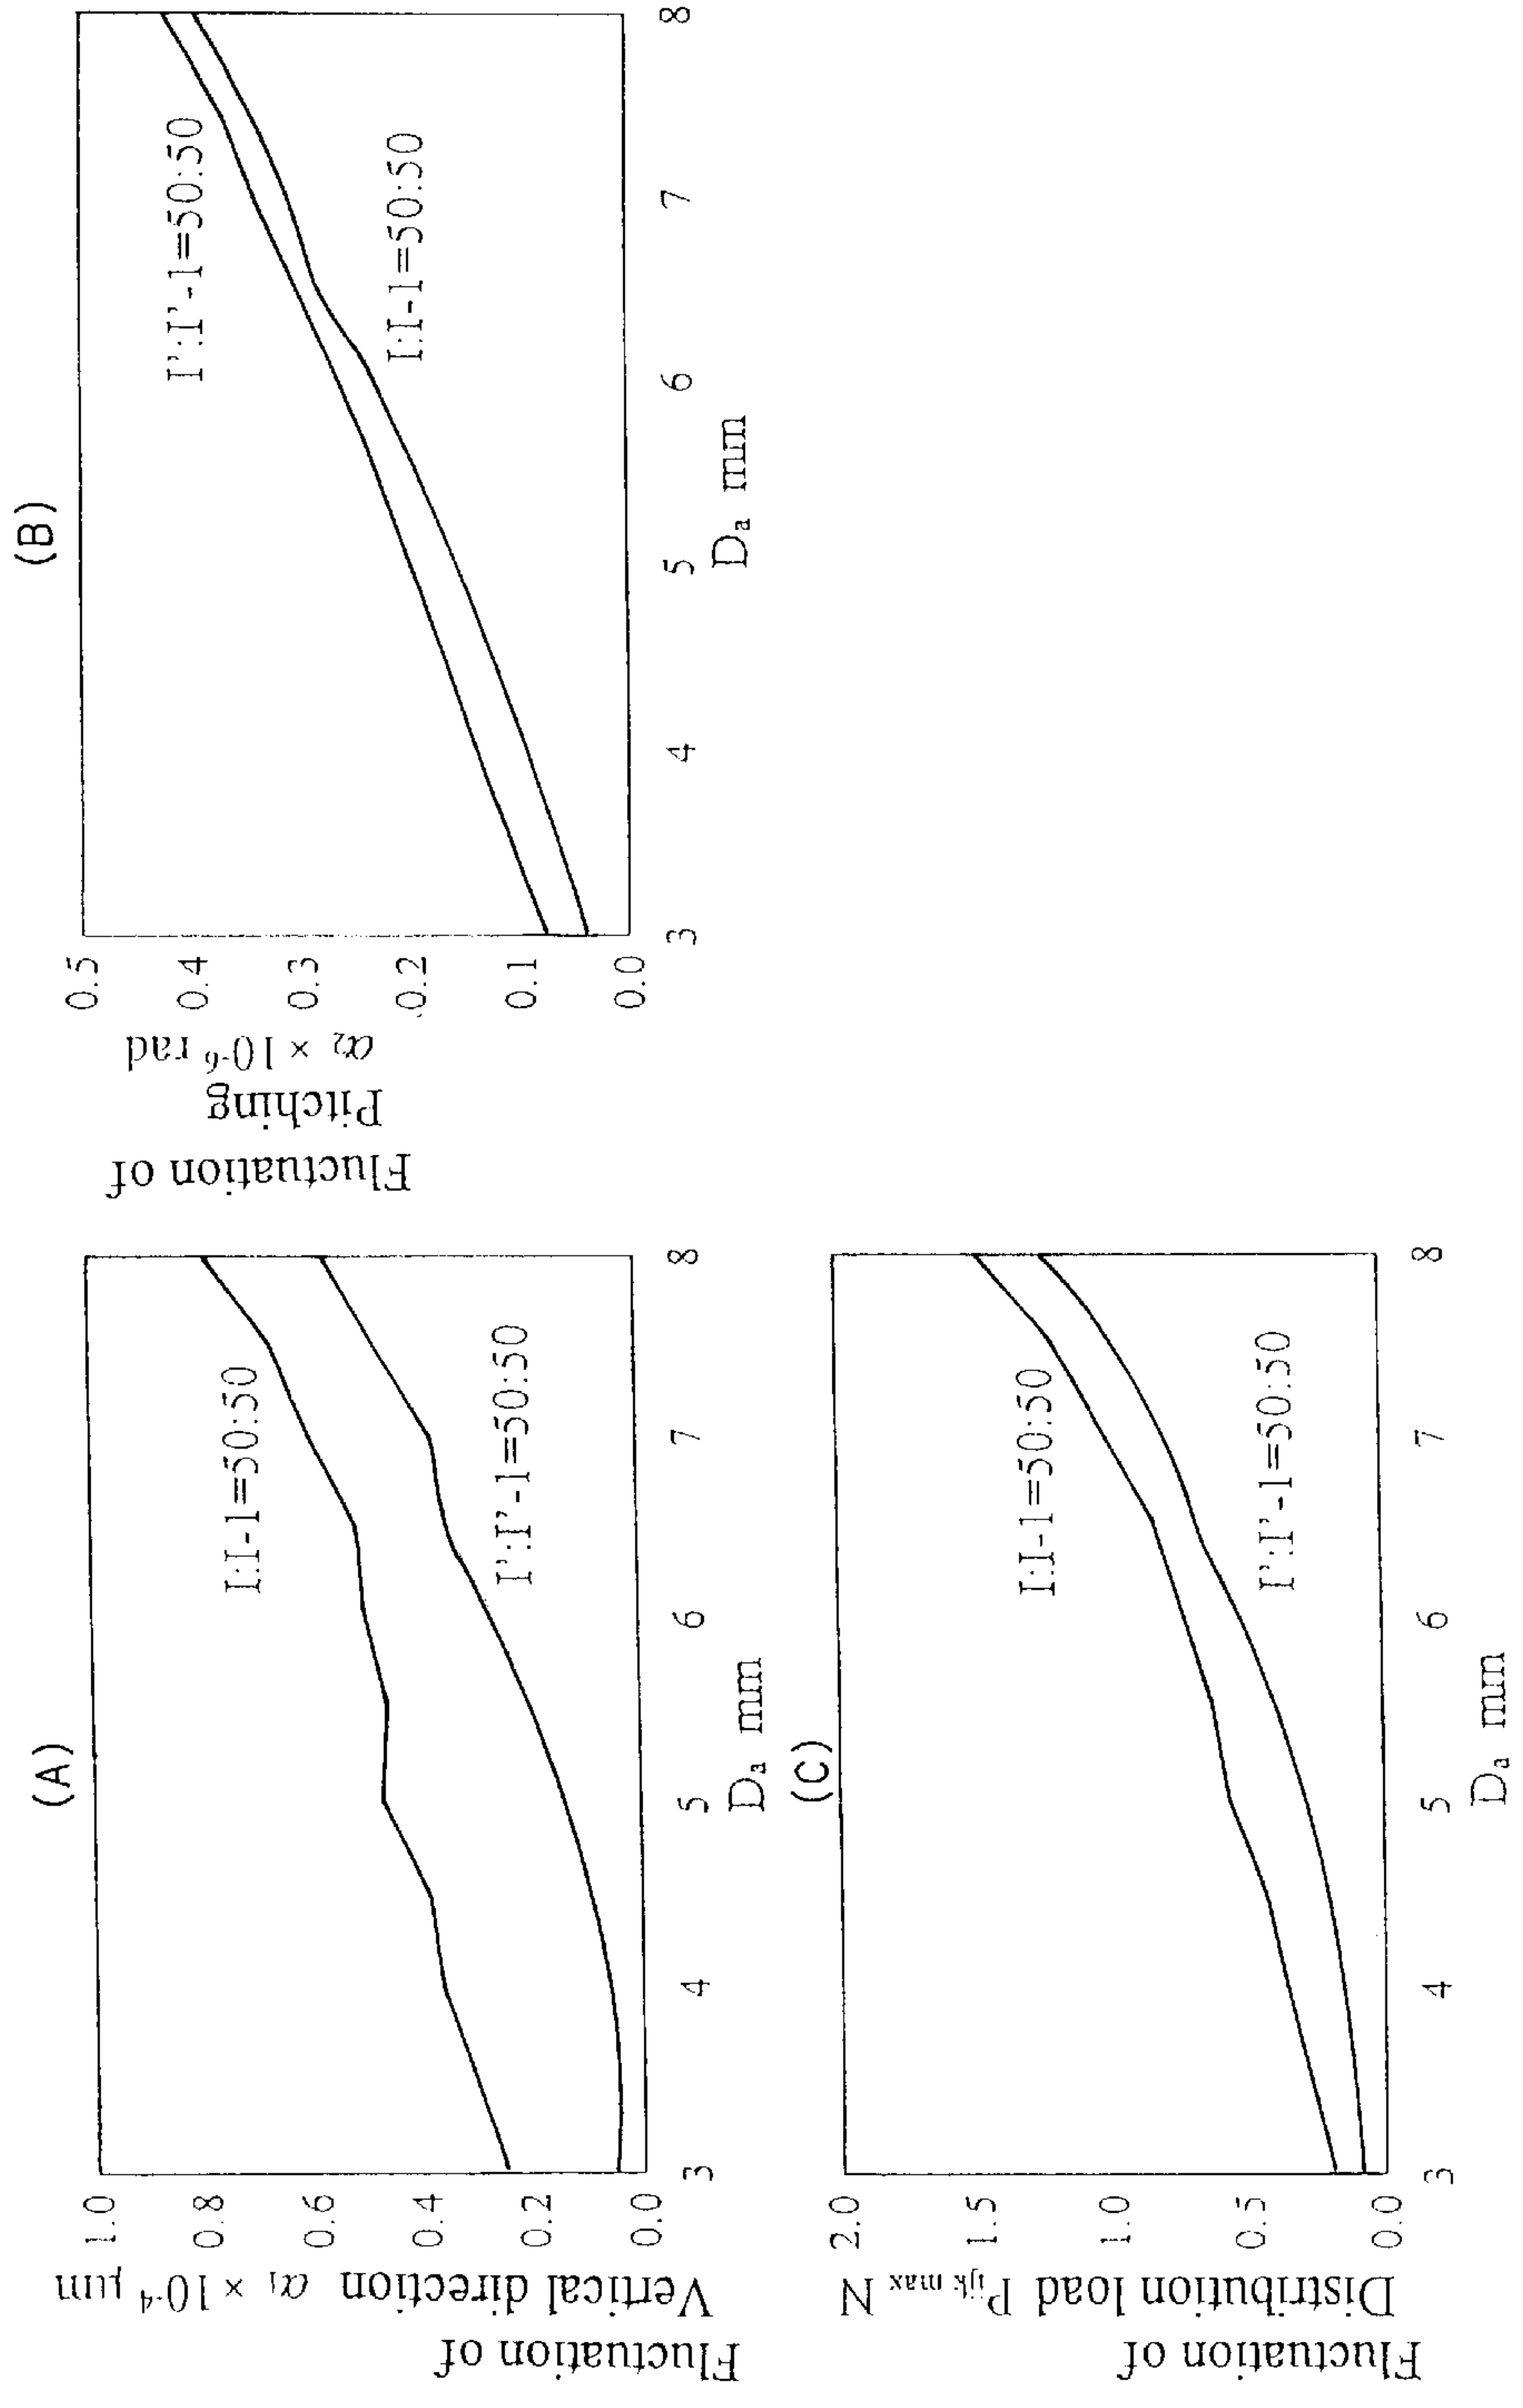 (A)
Fluctuation of
Vertical direction α₁ × 10⁻⁴ μm
1.0
0.8
0.6
0.4
0.2
0.0
I:I-1=50:50
I':I'-1=50:50
3 4 5 6 7 8
Dₐ mm
(B)
Fluctuation of
Pitching
α₂ × 10⁻⁶ rad
0.5
0.4
0.3
0.2
0.1
0.0
I':I'-1=50:50
I:I-1=50:50
3 4 5 6 7 8
Dₐ mm
(C)
Fluctuation of
Distribution load Pᵢⱼₖ ₘₐₓ N
2.0
1.5
1.0
0.5
0.0
I:I-1=50:50
I':I'-1=50:50
3 4 5 6 7 8
Dₐ mm